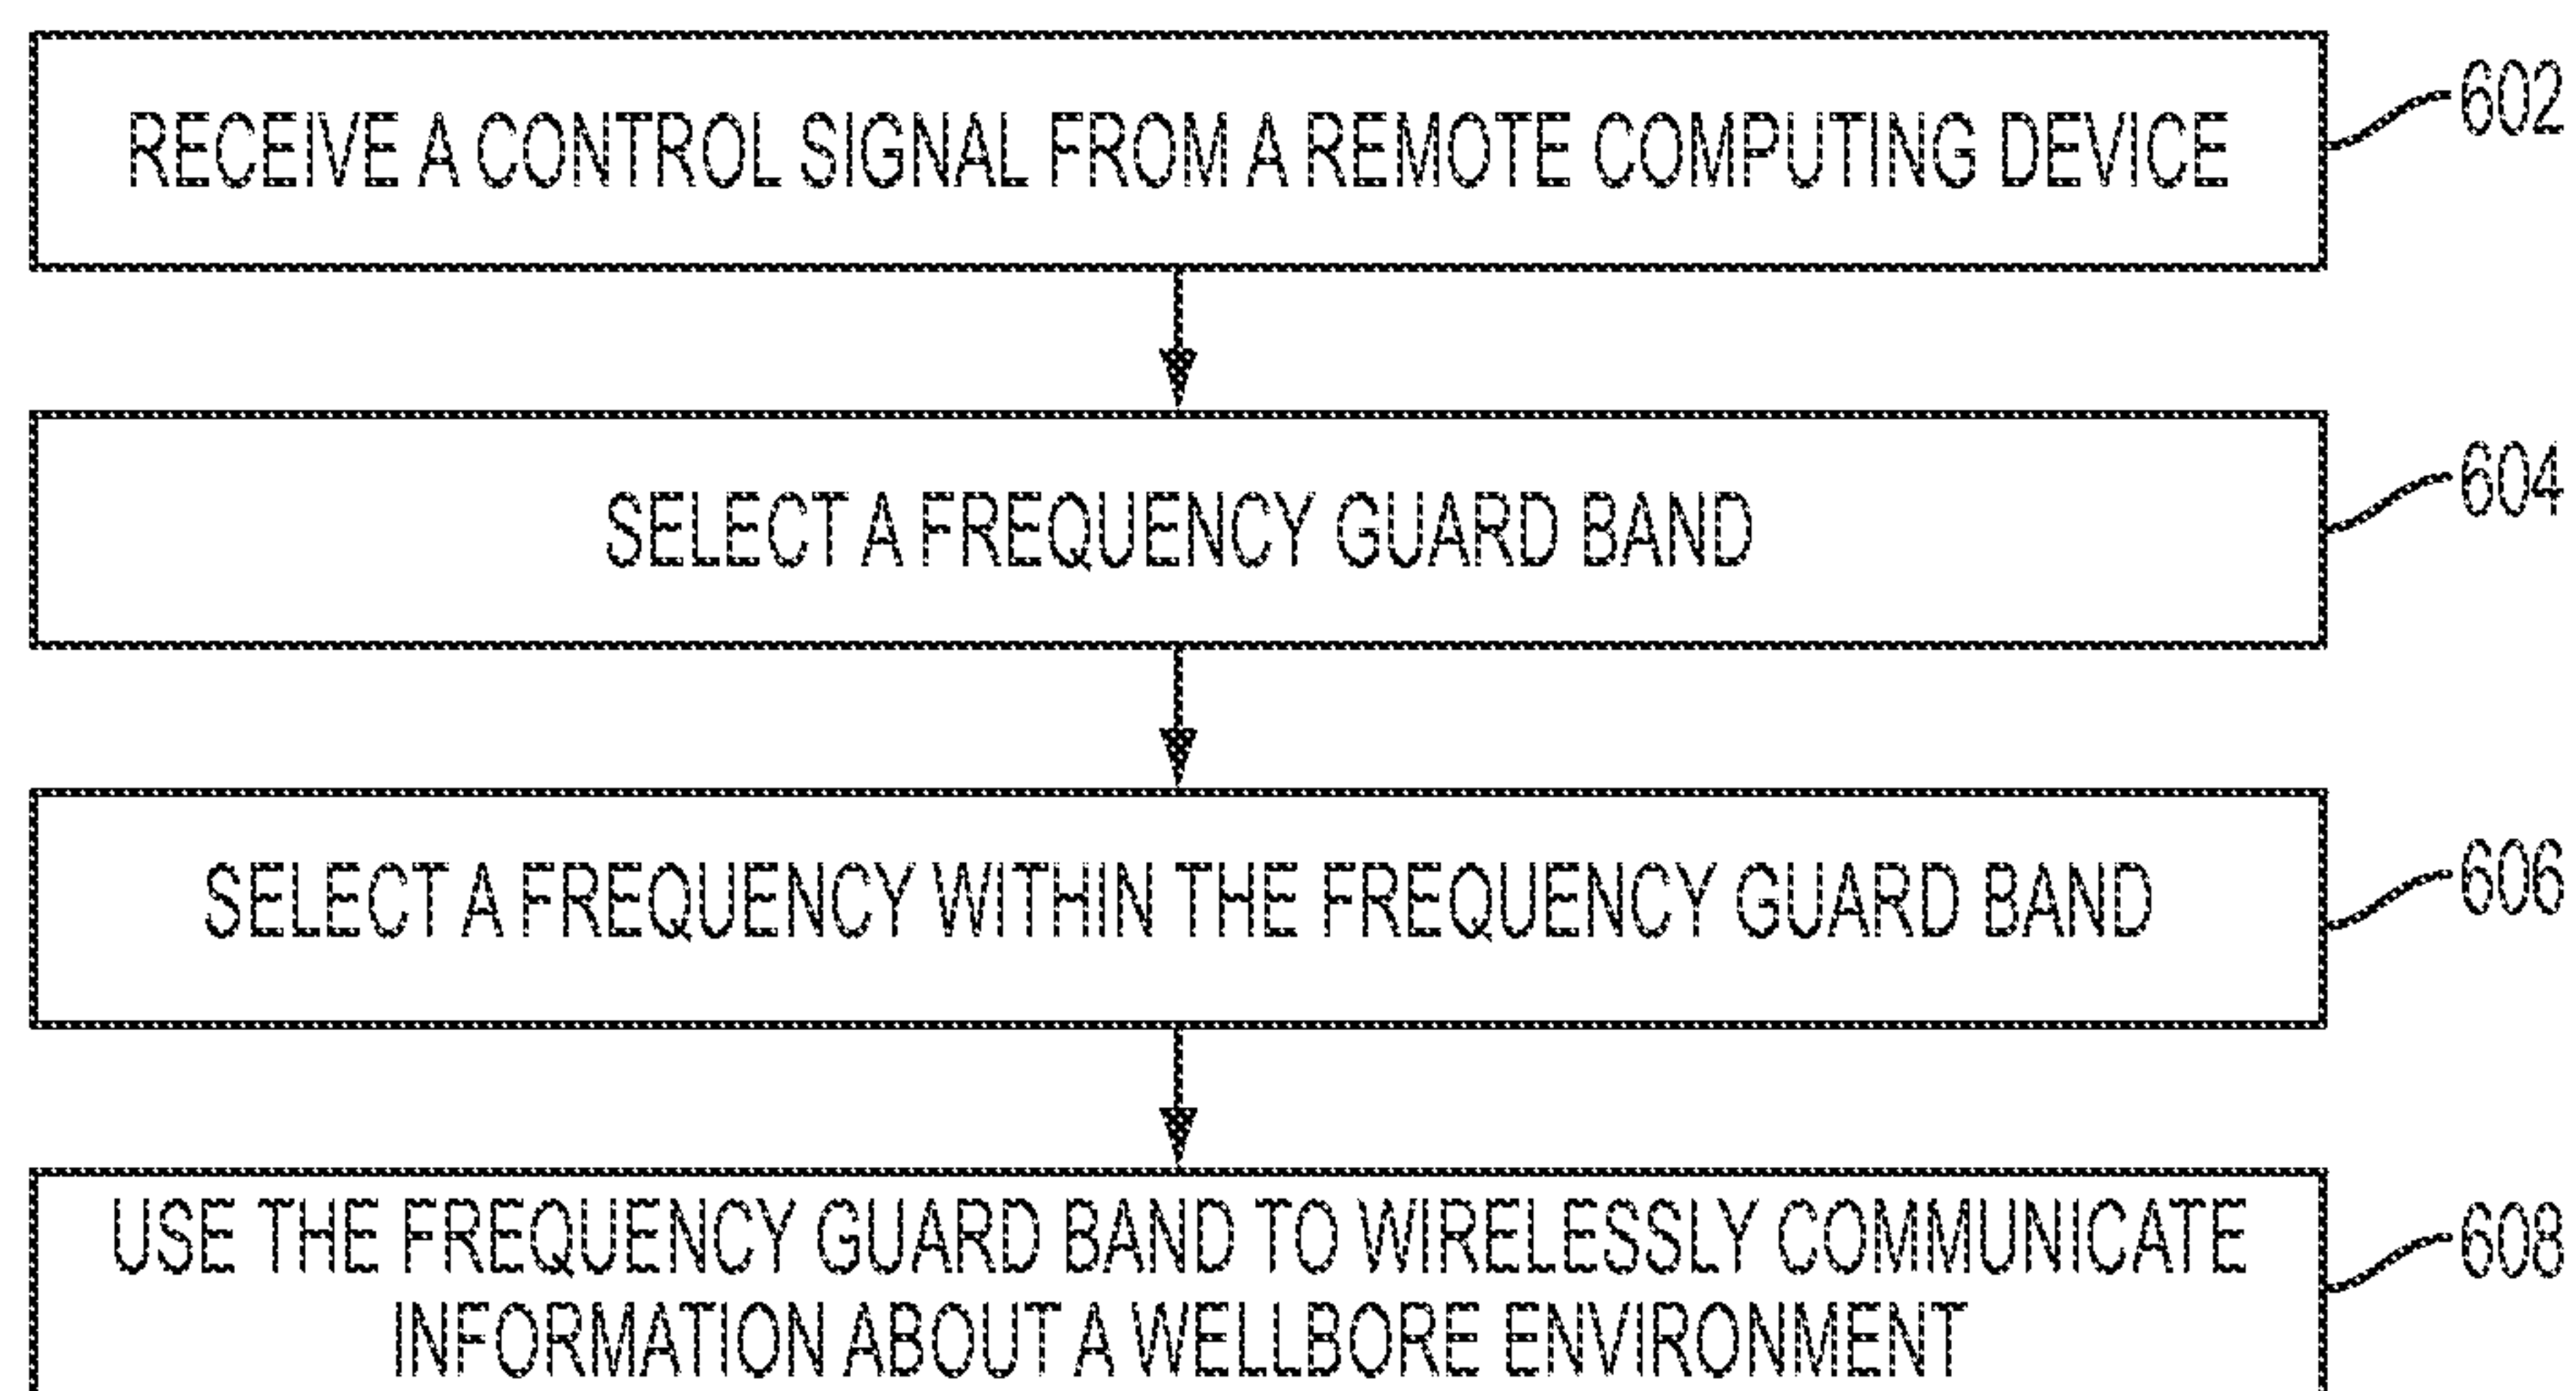 RECEIVE A CONTROL SIGNAL FROM A REMOTE COMPUTING DEVICE
602
SELECT A FREQUENCY GUARD BAND
604
SELECT A FREQUENCY WITHIN THE FREQUENCY GUARD BAND
606
USE THE FREQUENCY GUARD BAND TO WIRELESSLY COMMUNICATE
INFORMATION ABOUT A WELLBORE ENVIRONMENT
608